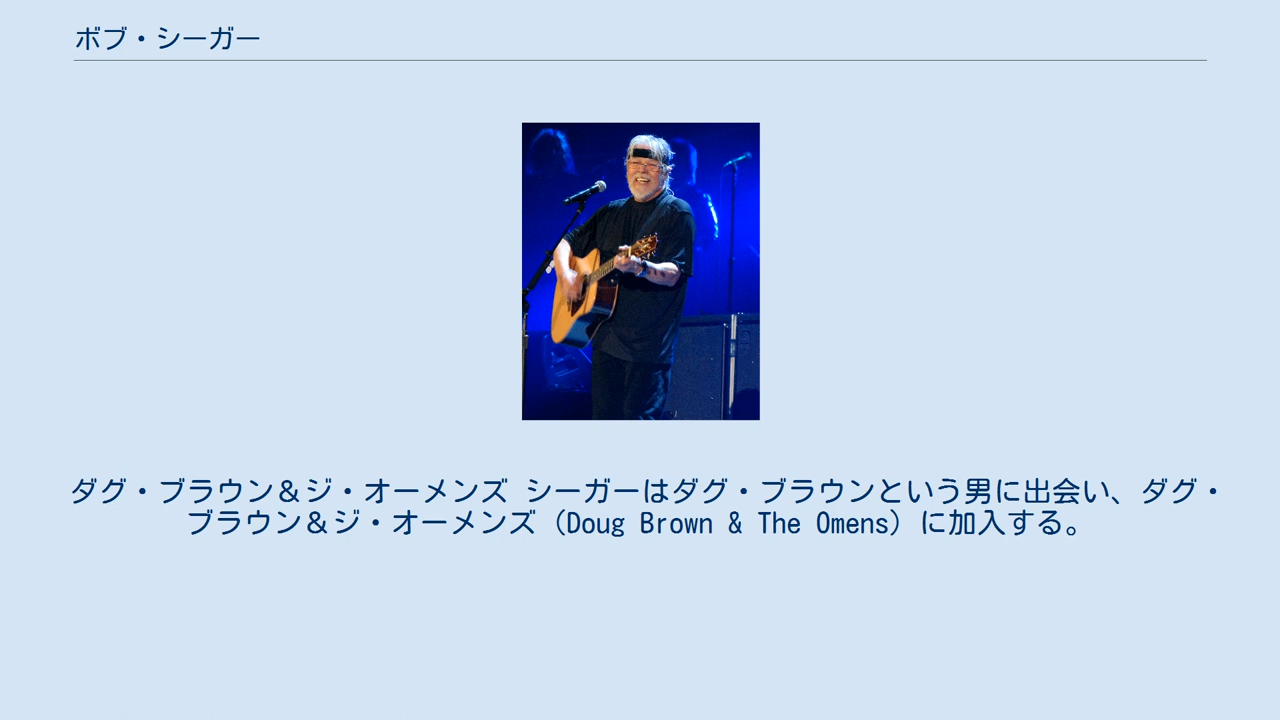 ボブ・シーガー
ダグ・ブラウン＆ジ・オーメンズ シーガーはダグ・ブラウンという男に出会い、ダグ・
ブラウン＆ジ・オーメンズ（Doug Brown & The Omens）に加入する。